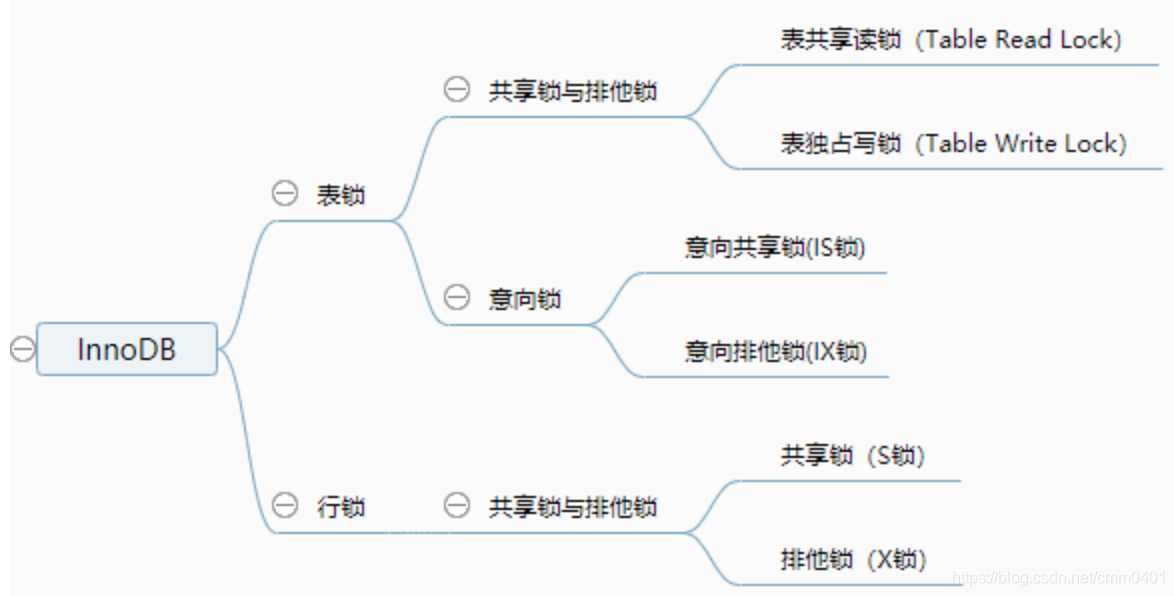 表共享读锁（Table Read Lock）
共享锁与排他锁
表独占写锁（Table Write Lock）
表锁
意向共享锁(IS锁)
意向锁
意向排他锁(IX锁)
InnoDB
共享锁（S锁）
行锁 共享锁与排他锁
排他锁（X锁）
https://blog.csdn.net/cmm0401